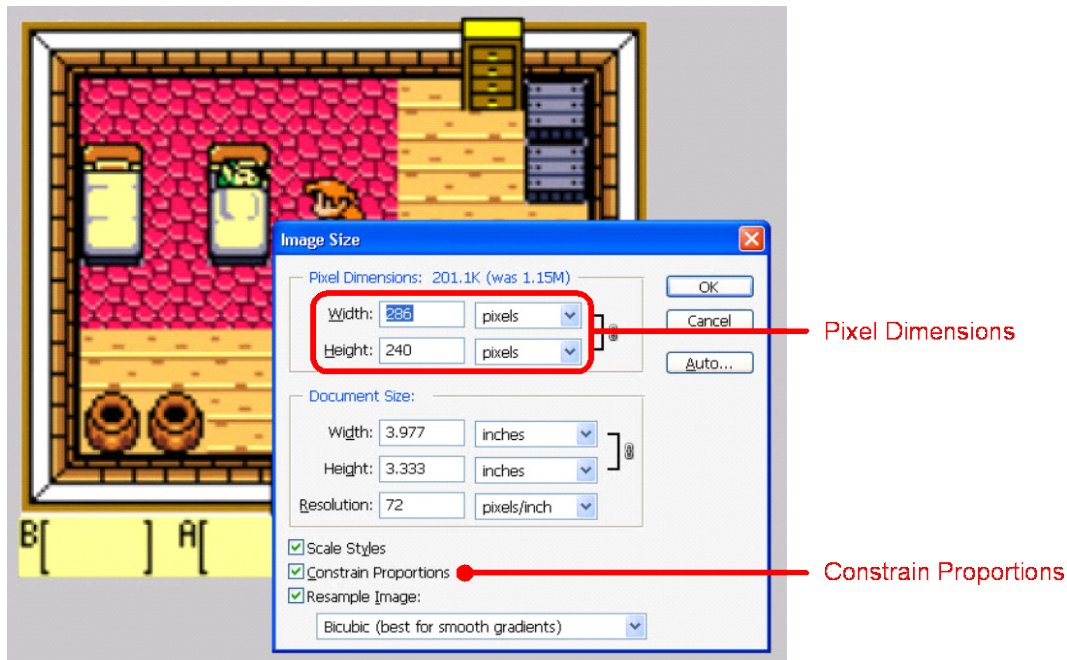 Image Size
Pixel Dimensions: 201.1K (was 1.15M)
Width: 286 pixels
Height: 240 pixels
OK
Cancel
Auto...
Pixel Dimensions
Document Size:
Width: 3.977 inches
Height: 3.333 inches
Resolution: 72 pixels/inch
B[ ] A[
Scale Styles
Constrain Proportions
Constrain Proportions
Resample Image:
Bicubic (best for smooth gradients)